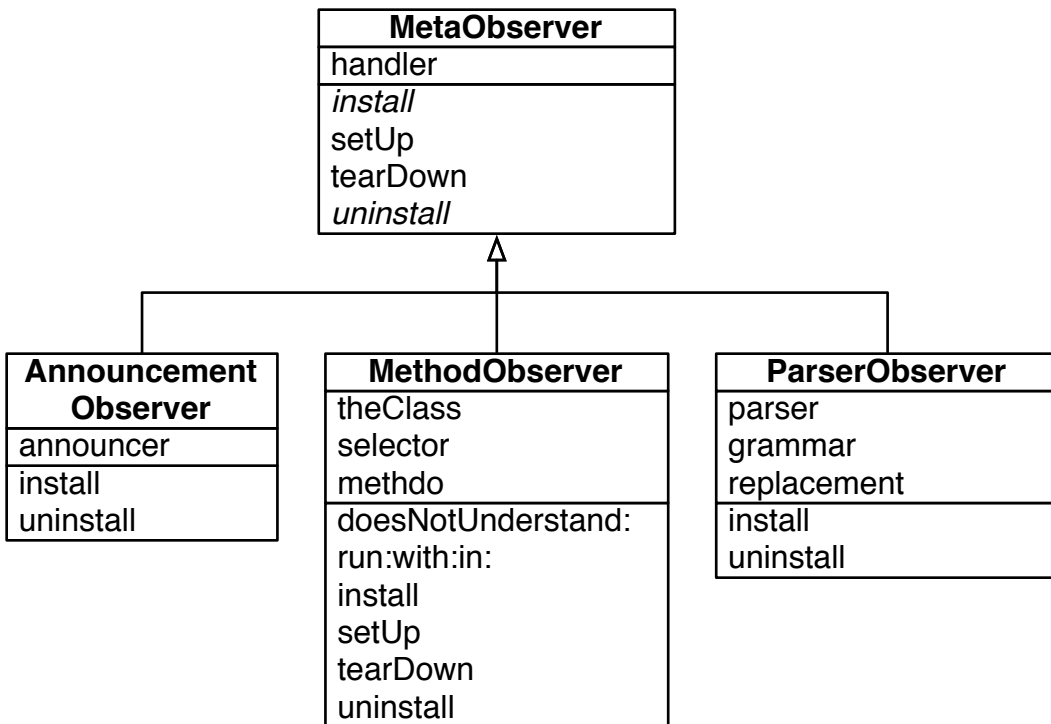 MetaObserver
handler
install
setUp
tearDown
uninstall
Announcement
Observer
announcer
install
uninstall
MethodObserver
theClass
selector
methdo
doesNotUnderstand:
run:with:in:
install
setUp
tearDown
uninstall
ParserObserver
parser
grammar
replacement
install
uninstall